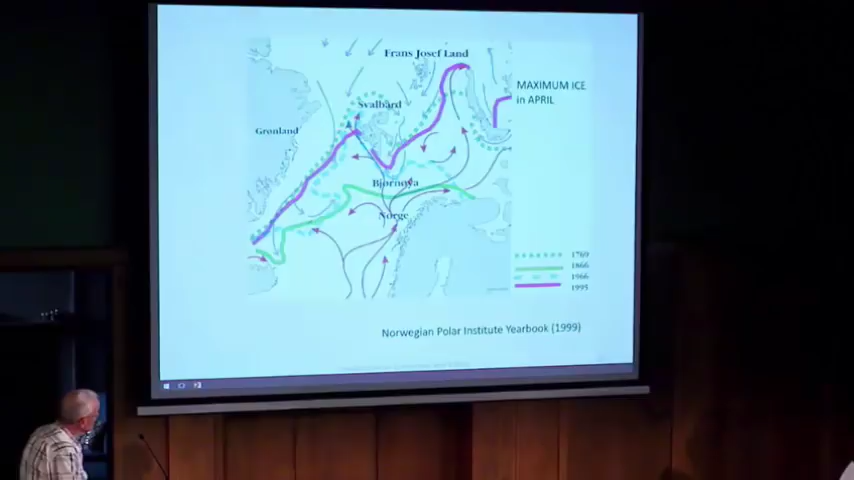 Frans Josef Land
MAXIMUM ICE
in APRIL
Svalbard
Grønland
Bjørnøya
Norge
1769
1866
1966
1995
Norwegian Polar Institute Yearbook (1999)